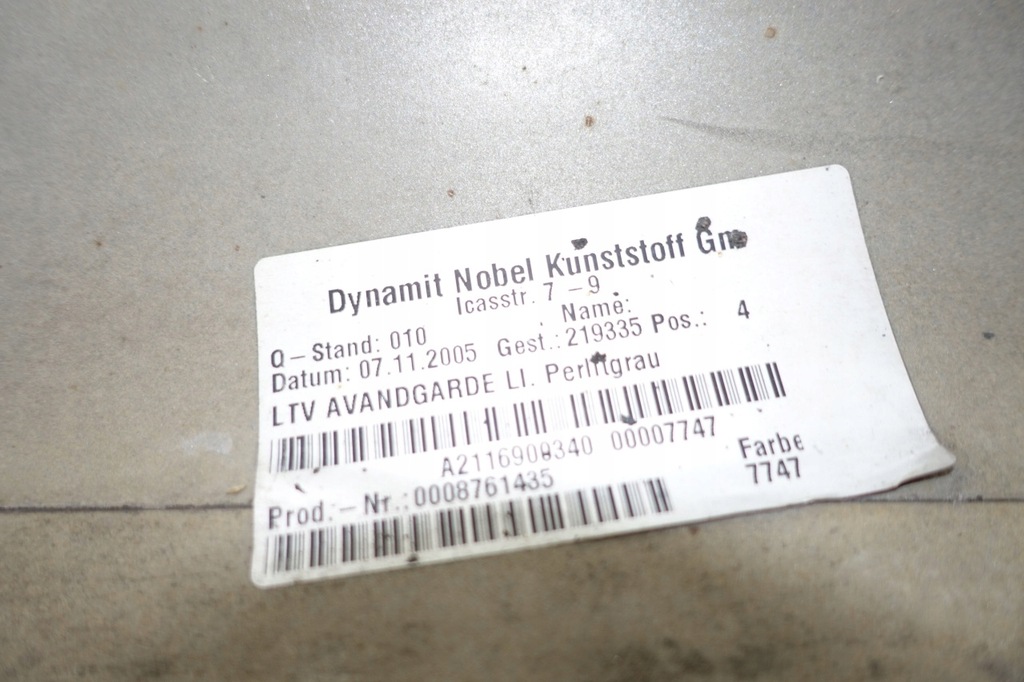 Dynamit Nobel Kunststoff Gm
Icasstr. 7 - 9
Q - Stand: 010 Name:
Datum: 07.11.2005 Gest.: 219335 Pos.: 4
LTV AVANDGARDE LI. Perlitgrau
A2116900340 00007747
Farbe
Prod. - Nr.: 0008761435 7747